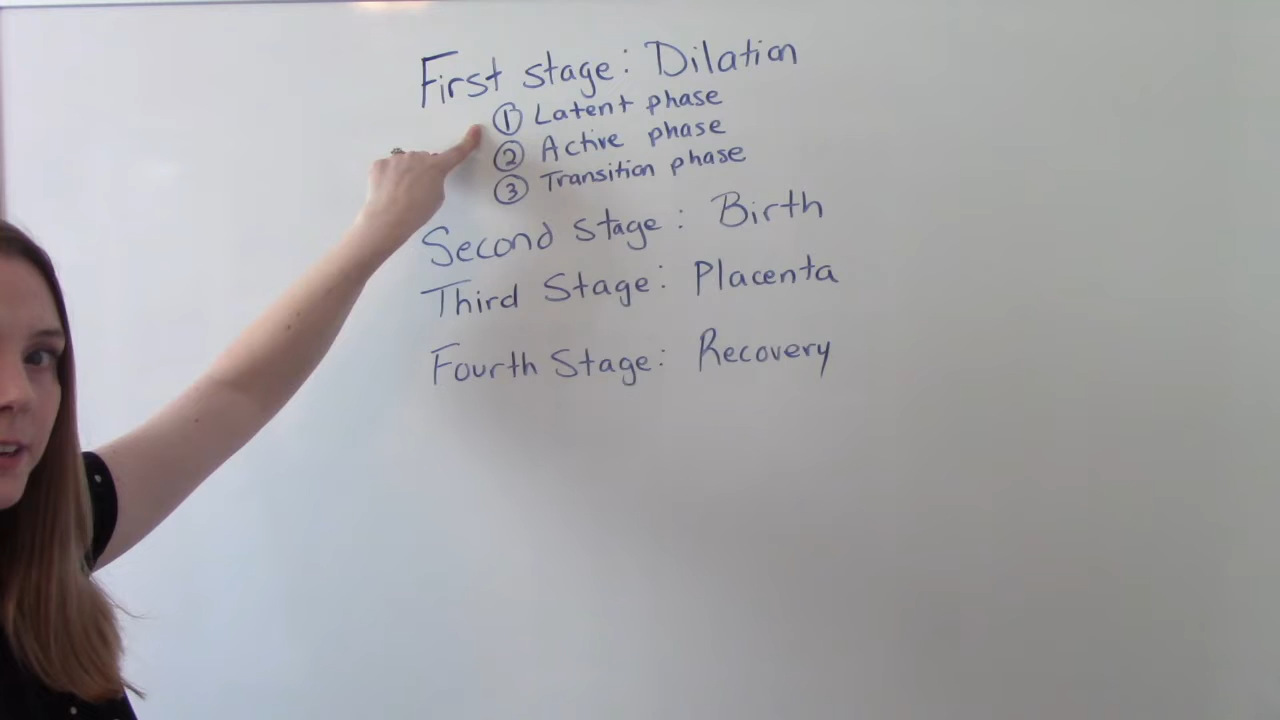 First stage: Dilation
① Latent phase
② Active phase
③ Transition phase
Second stage: Birth
Third Stage: Placenta
Fourth Stage: Recovery